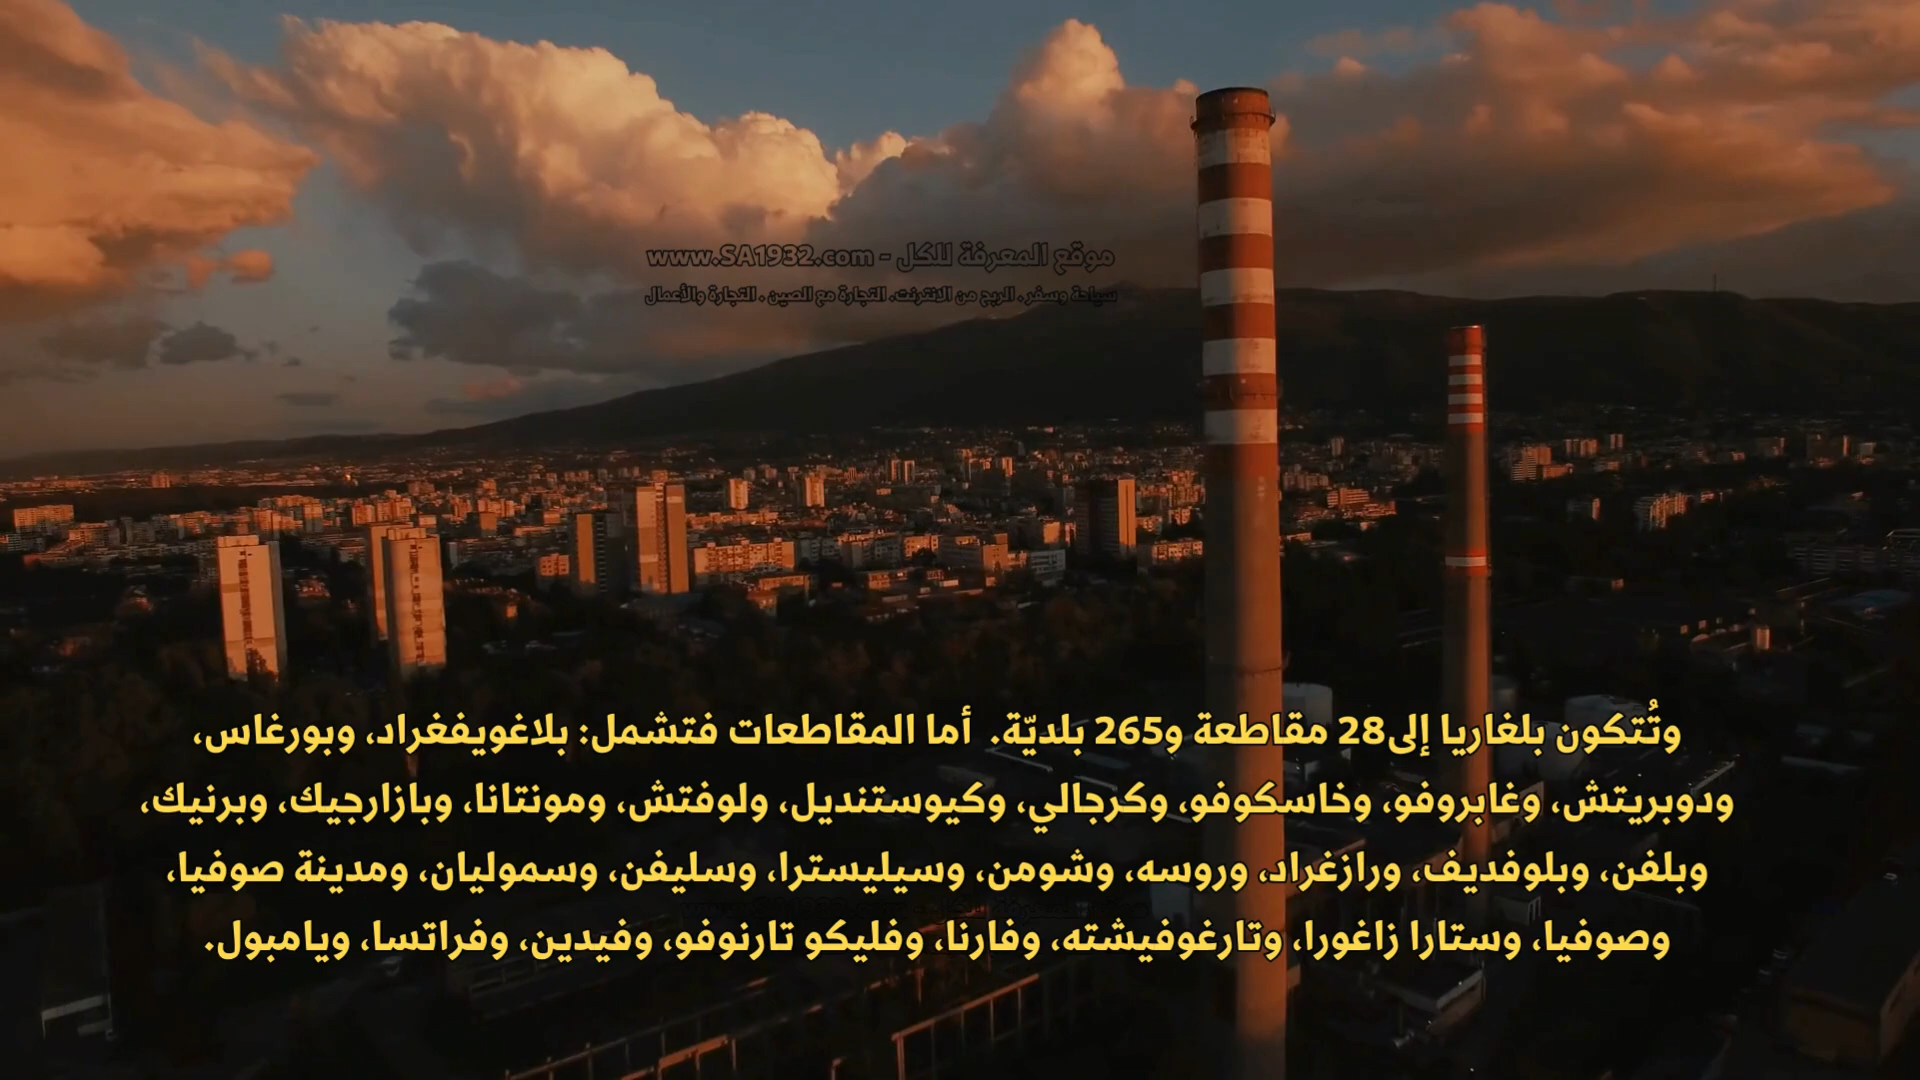 موقع المعرفة للكل - www.SA1932.com
سياحة وسفر . الربح من الانترنت. التجارة مع الصين . التجارة والأعمال
وتُتكون بلغاريا إلى28 مقاطعة و265 بلديّة. أما المقاطعات فتشمل: بلاغويفغراد، وبورغاس،
ودوبريتش، وغابروفو، وخاسكوفو، وكرجالي، وكيوستنديل، ولوفتش، ومونتانا، وبازارجيك، وبرنيك،
وبلفن، وبلوفديف، ورازغراد، وروسه، وشومن، وسيليسترا، وسليفن، وسموليان، ومدينة صوفيا،
وصوفيا، وستارا زاغورا، وتارغوفيشته، وفارنا، وفليكو تارنوفو، وفيدين، وفراتسا، ويامبول.